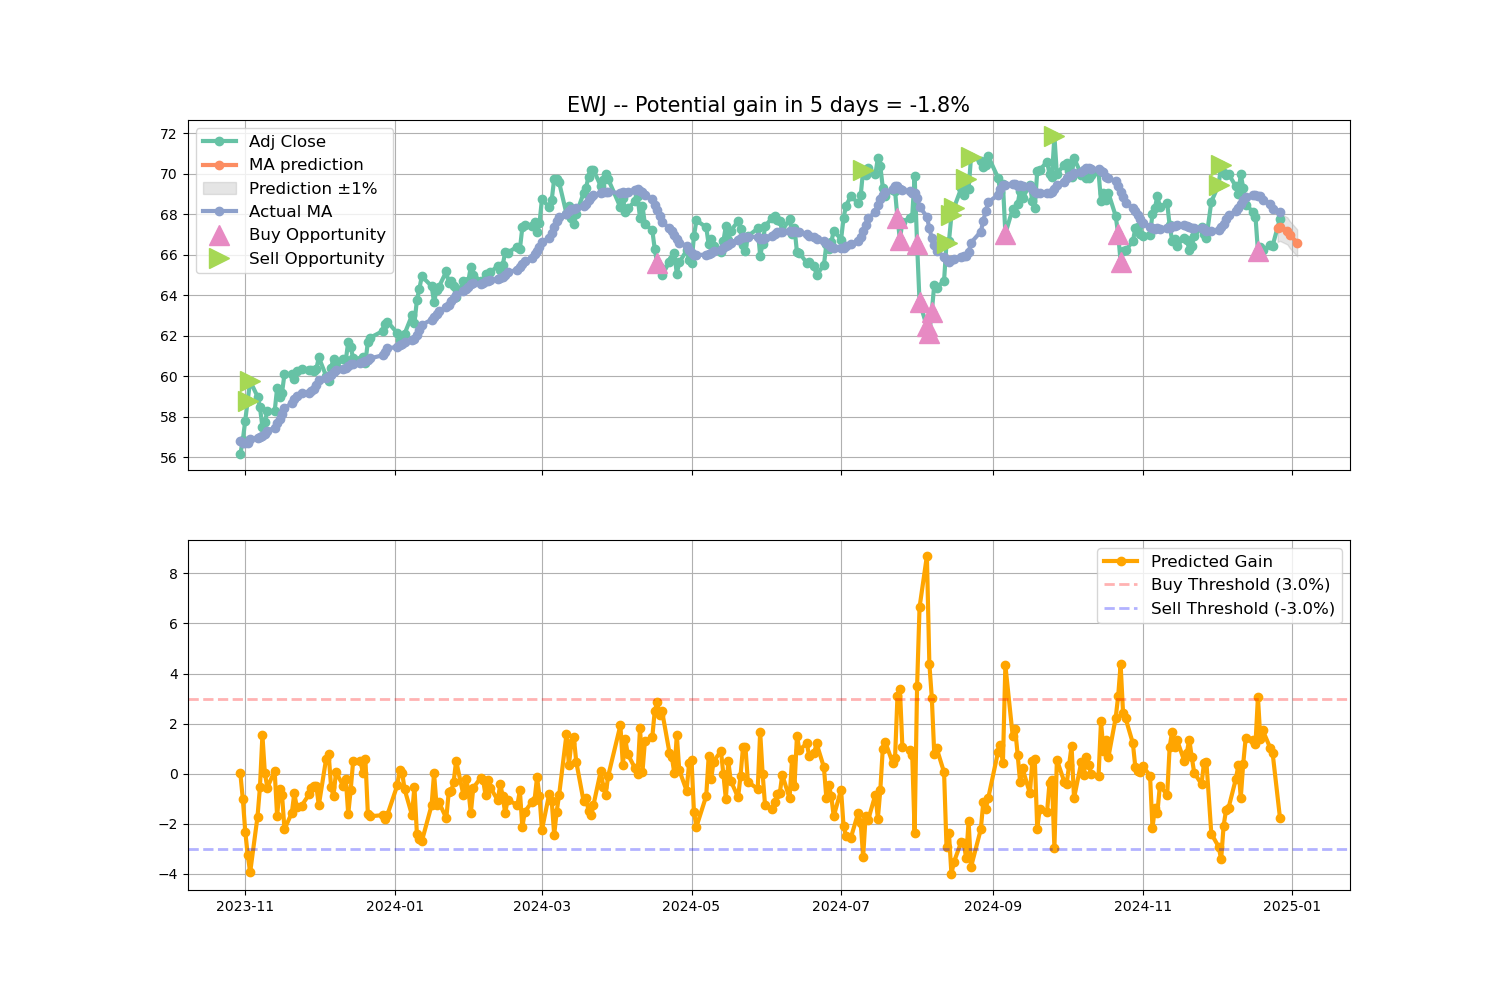 EWJ -- Potential gain in 5 days = -1.8%
72
70
68
66
64
62
60
58
56
Adj Close
MA prediction
Prediction ±1%
Actual MA
Buy Opportunity
Sell Opportunity
8
6
4
2
0
−2
−4
Predicted Gain
Buy Threshold (3.0%)
Sell Threshold (-3.0%)
2023-11
2024-01
2024-03
2024-05
2024-07
2024-09
2024-11
2025-01